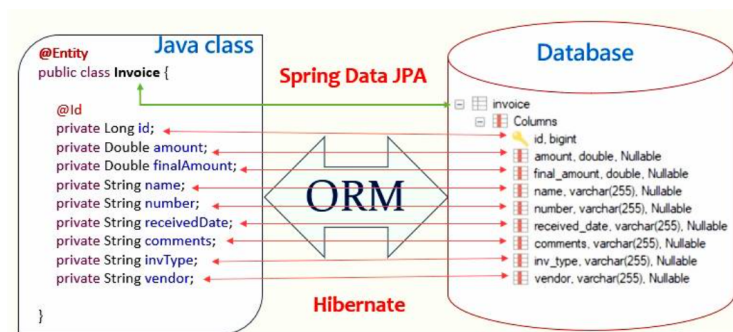 Java class
@Entity
public class Invoice {
@Id
private Long id;
private Double amount;
private Double finalAmount;
private String name;
private String number;
private String receivedDate;
private String comments;
private String invType;
private String vendor;
}
Spring Data JPA
ORM
Hibernate
Database
invoice
Columns
id, bigint
amount, double, Nullable
final_amount, double, Nullable
name, varchar(255), Nullable
number, varchar(255), Nullable
received_date, varchar(255), Nullable
comments, varchar(255), Nullable
inv_type, varchar(255), Nullable
vendor, varchar(255), Nullable